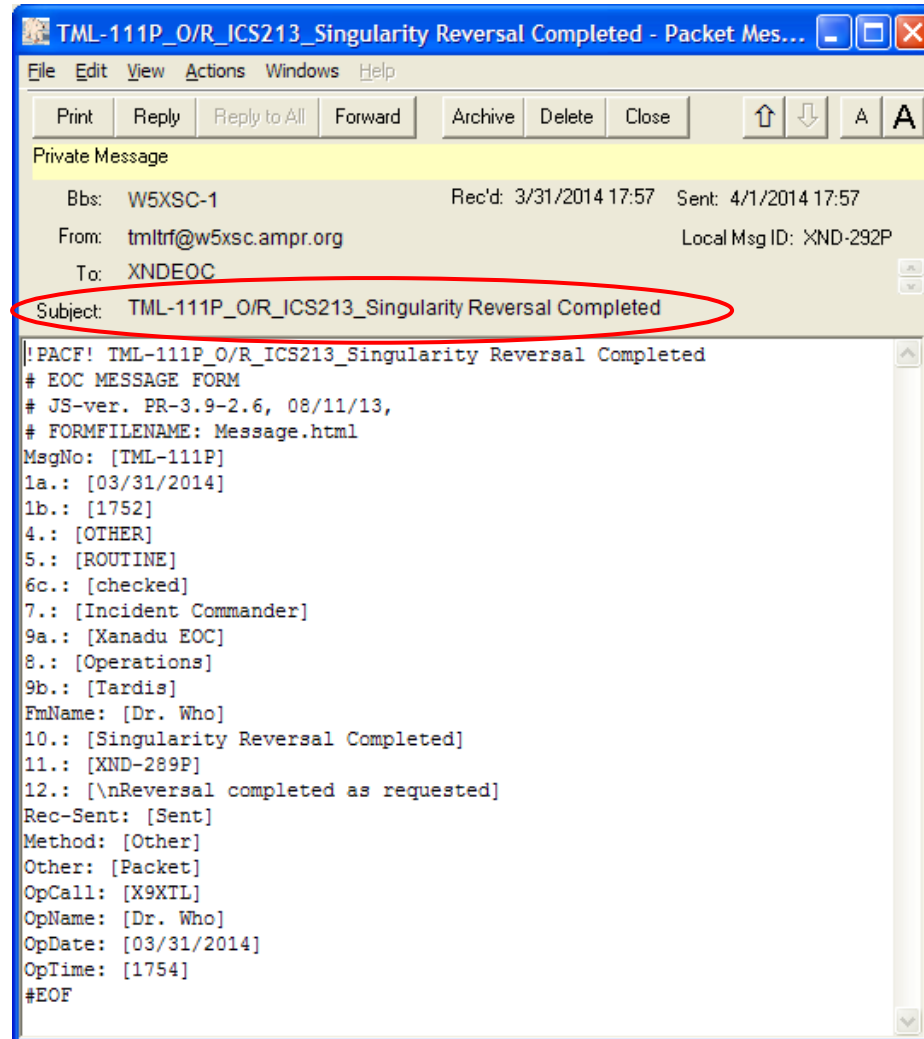 TML-111P_O/R_ICS213_Singularity Reversal Completed - Packet Mes...
File Edit View Actions Windows Help
Print Reply Reply to All Forward Archive Delete Close A A
Private Message
Bbs: W5XSC-1 Rec'd: 3/31/2014 17:57 Sent: 4/1/2014 17:57
From: tmltrf@w5xsc.ampr.org Local Msg ID: XND-292P
To: XNDEOC
Subject: TML-111P_O/R_ICS213_Singularity Reversal Completed
!PACF! TML-111P_O/R_ICS213_Singularity Reversal Completed
# EOC MESSAGE FORM
# JS-ver. PR-3.9-2.6, 08/11/13,
# FORMFILENAME: Message.html
MsgNo: [TML-111P]
1a.: [03/31/2014]
1b.: [1752]
4.: [OTHER]
5.: [ROUTINE]
6c.: [checked]
7.: [Incident Commander]
9a.: [Xanadu EOC]
8.: [Operations]
9b.: [Tardis]
FmName: [Dr. Who]
10.: [Singularity Reversal Completed]
11.: [XND-289P]
12.: [\nReversal completed as requested]
Rec-Sent: [Sent]
Method: [Other]
Other: [Packet]
OpCall: [X9XTL]
OpName: [Dr. Who]
OpDate: [03/31/2014]
OpTime: [1754]
#EOF